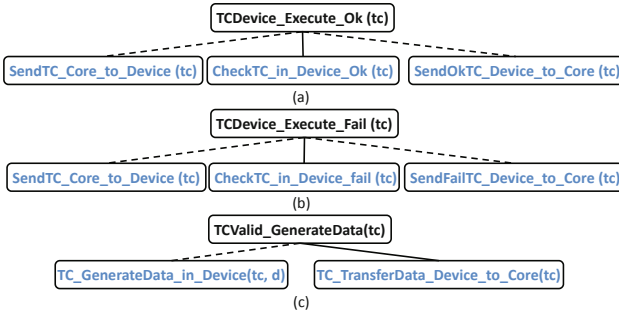 TCDevice_Execute_Ok (tc)
SendTC_Core_to_Device (tc) CheckTC_in_Device_Ok (tc) SendOkTC_Device_to_Core (tc)
(a)
TCDevice_Execute_Fail (tc)
SendTC_Core_to_Device (tc) CheckTC_in_Device_fail (tc) SendFailTC_Device_to_Core (tc)
(b)
TCValid_GenerateData(tc)
TC_GenerateData_in_Device(tc, d) TC_TransferData_Device_to_Core(tc)
(c)